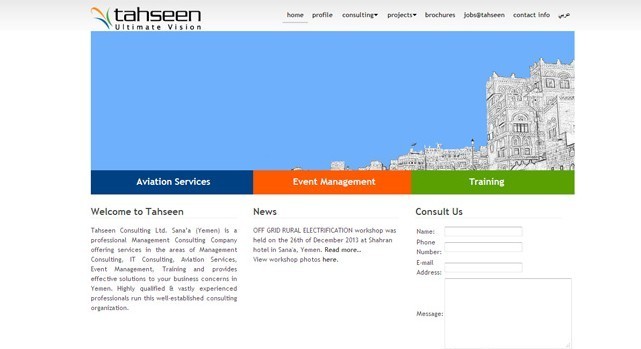 tahseen
Ultimate Vision
home profile consulting▾ projects▾ brochures jobs@tahseen contact info عربي
Aviation Services Event Management Training
Welcome to Tahseen
Tahseen Consulting Ltd. Sana'a (Yemen) is a
professional Management Consulting Company
offering services in the areas of Management
Consulting, IT Consulting, Aviation Services,
Event Management, Training and provides
effective solutions to your business concerns in
Yemen. Highly qualified & vastly experienced
professionals run this well-established consulting
organization.
News
OFF GRID RURAL ELECTRIFICATION workshop was
held on the 26th of December 2013 at Shahran
hotel in Sana'a, Yemen. Read more...
View workshop photos here.
Consult Us
Name:
Phone
Number:
E-mail
Address:
Message: